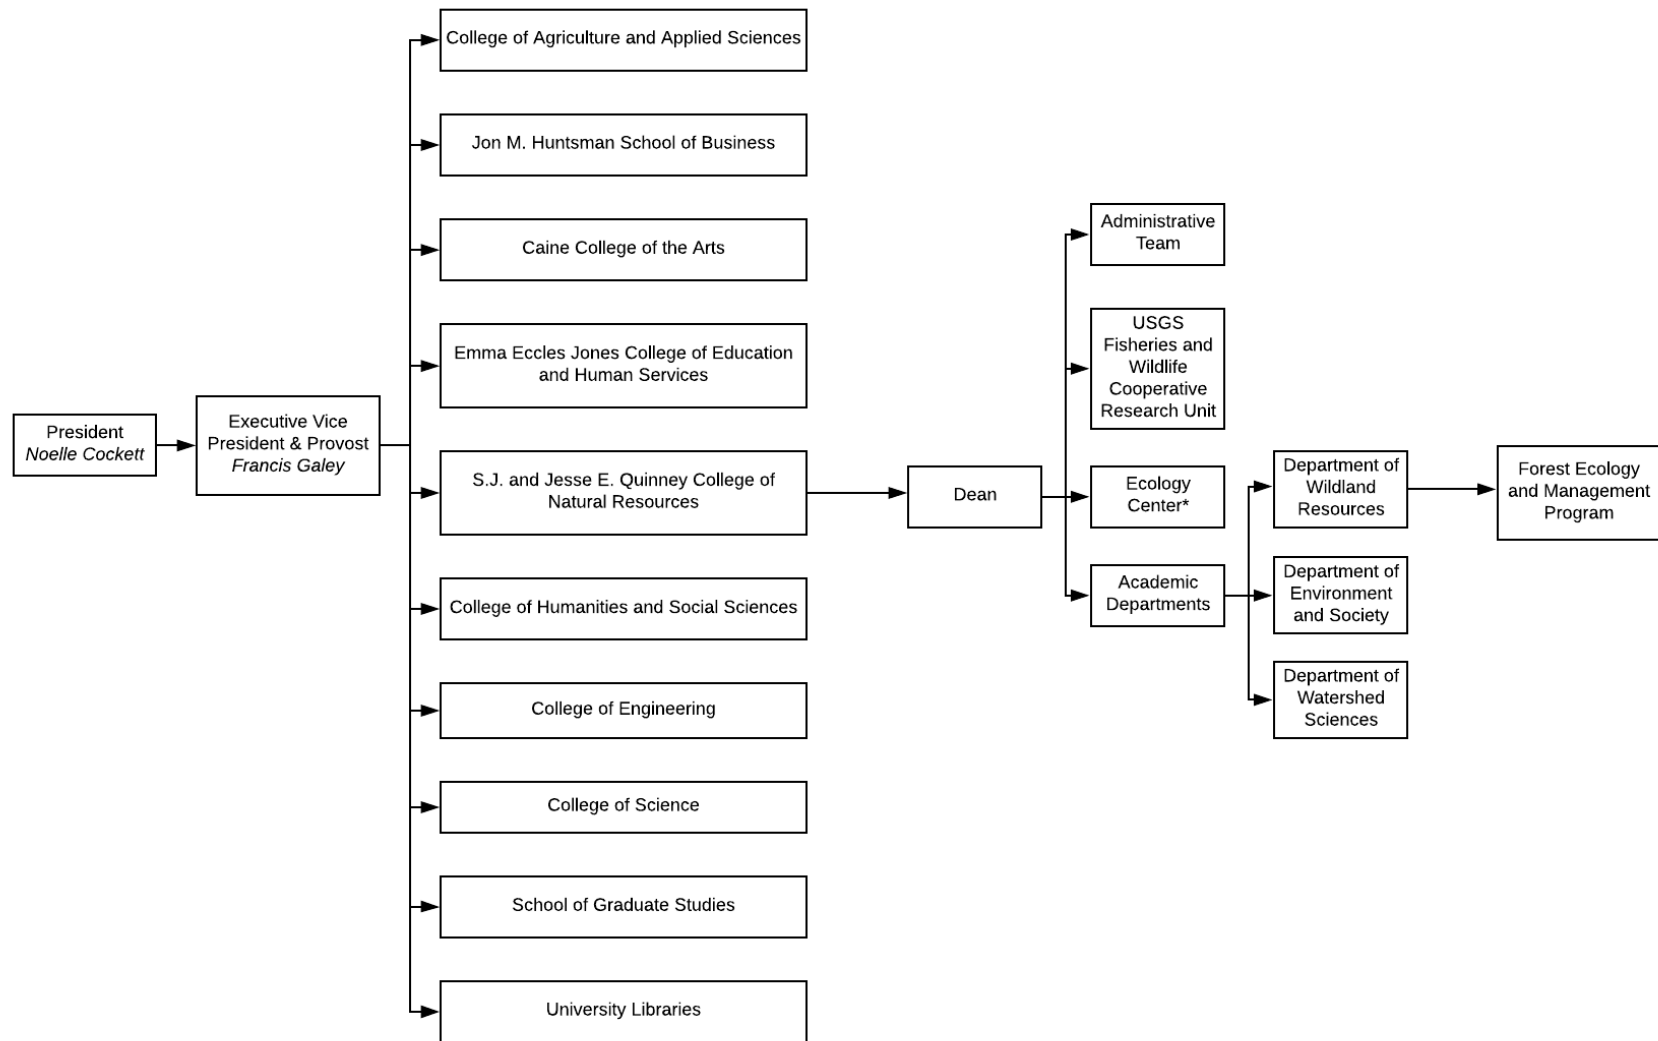 President
Noelle Cockett
Executive Vice
President & Provost
Francis Galey
College of Agriculture and Applied Sciences
Jon M. Huntsman School of Business
Caine College of the Arts
Emma Eccles Jones College of Education
and Human Services
S.J. and Jesse E. Quinney College of
Natural Resources
College of Humanities and Social Sciences
College of Engineering
College of Science
School of Graduate Studies
University Libraries
Dean
Administrative
Team
USGS
Fisheries and
Wildlife
Cooperative
Research Unit
Ecology
Center*
Academic
Departments
Department of
Wildland
Resources
Department of
Environment
and Society
Department of
Watershed
Sciences
Forest Ecology
and Management
Program